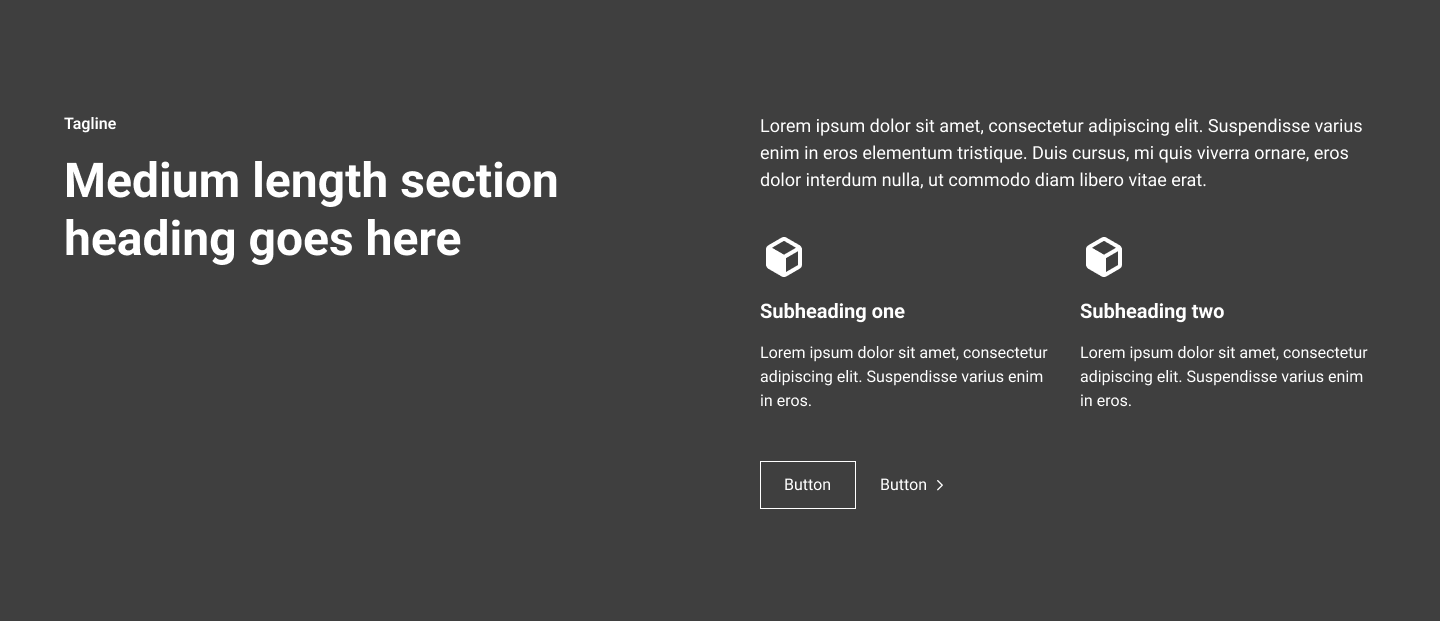 Tagline
Medium length section
heading goes here
Lorem ipsum dolor sit amet, consectetur adipiscing elit. Suspendisse varius
enim in eros elementum tristique. Duis cursus, mi quis viverra ornare, eros
dolor interdum nulla, ut commodo diam libero vitae erat.
Subheading one
Lorem ipsum dolor sit amet, consectetur
adipiscing elit. Suspendisse varius enim
in eros.
Subheading two
Lorem ipsum dolor sit amet, consectetur
adipiscing elit. Suspendisse varius enim
in eros.
Button
Button